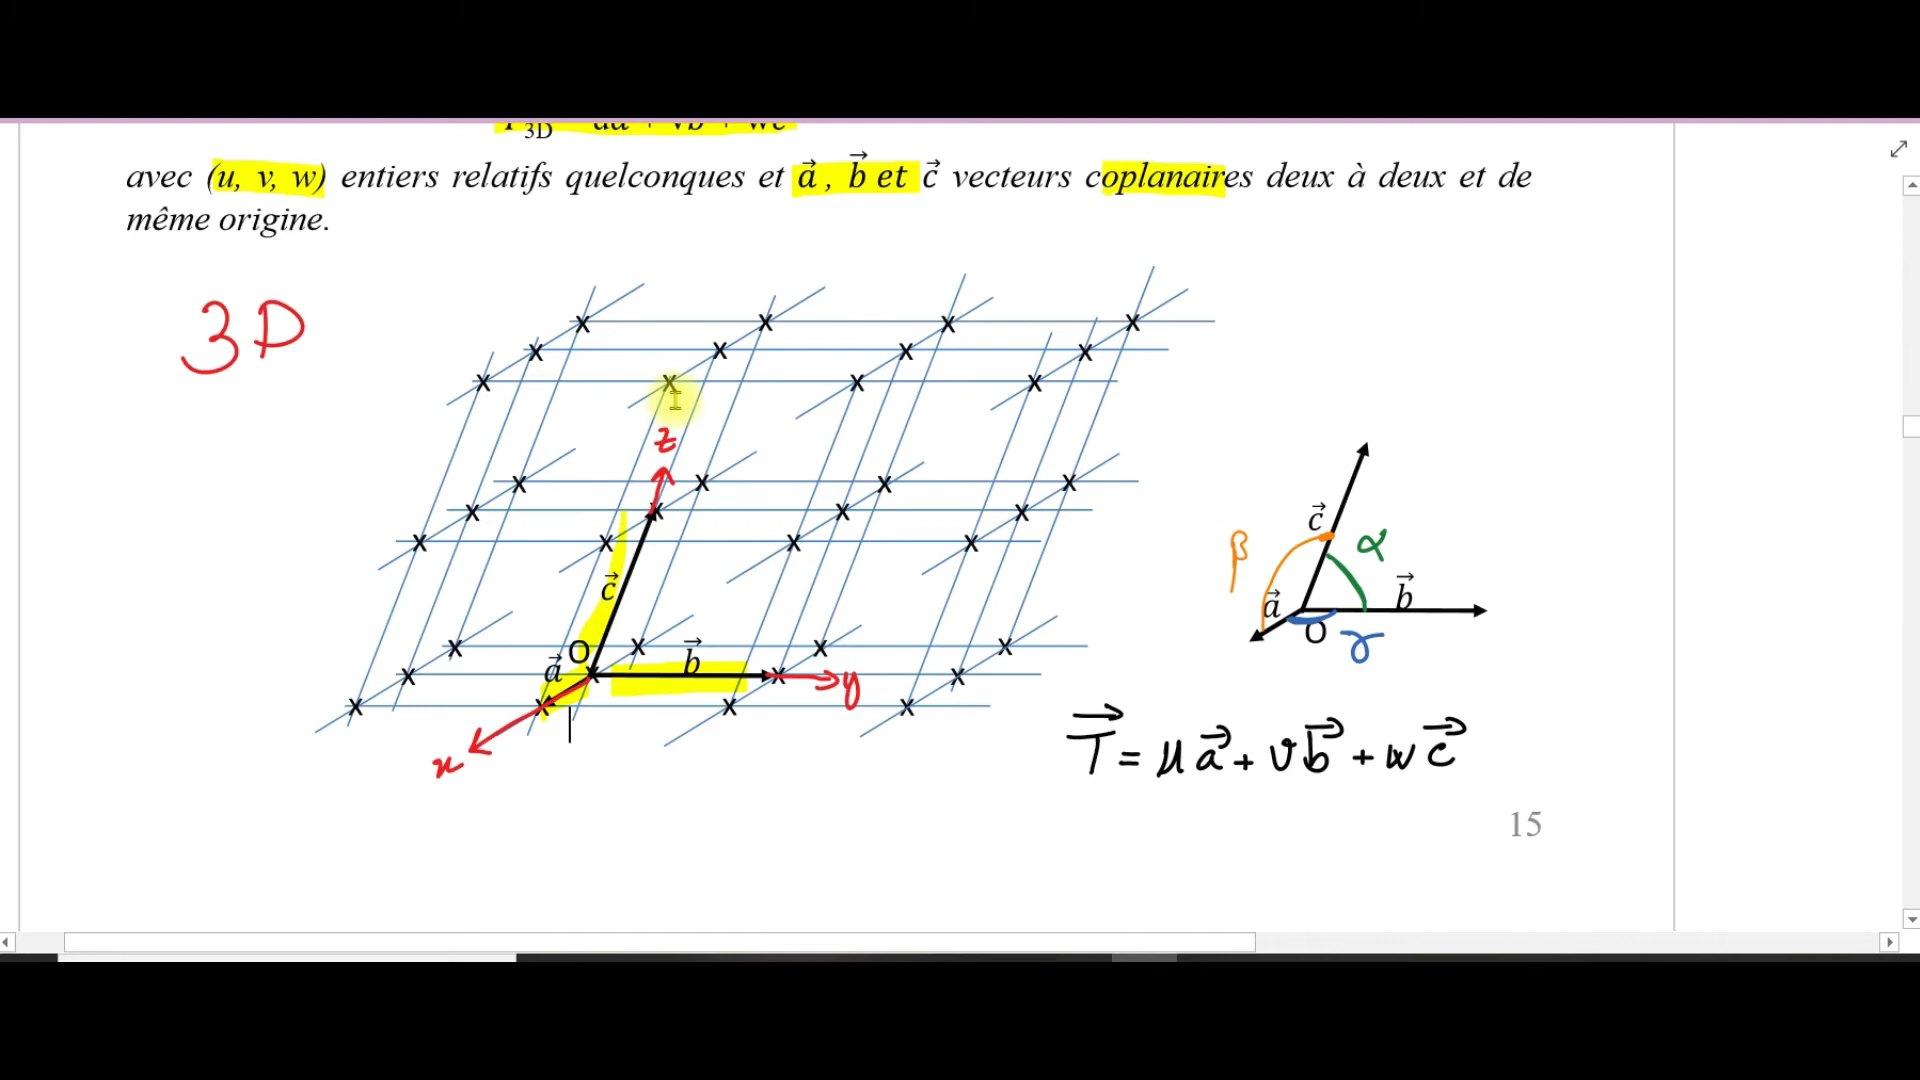 avec (u, v, w) entiers relatifs quelconques et a⃗ , b⃗ et c⃗ vecteurs coplanaires deux à deux et de
même origine.
3D
z
c⃗
O
a⃗
b⃗
y
x
c⃗
β
α
a⃗
b⃗
O
γ
T⃗ = u a⃗ + v b⃗ + w c⃗
15